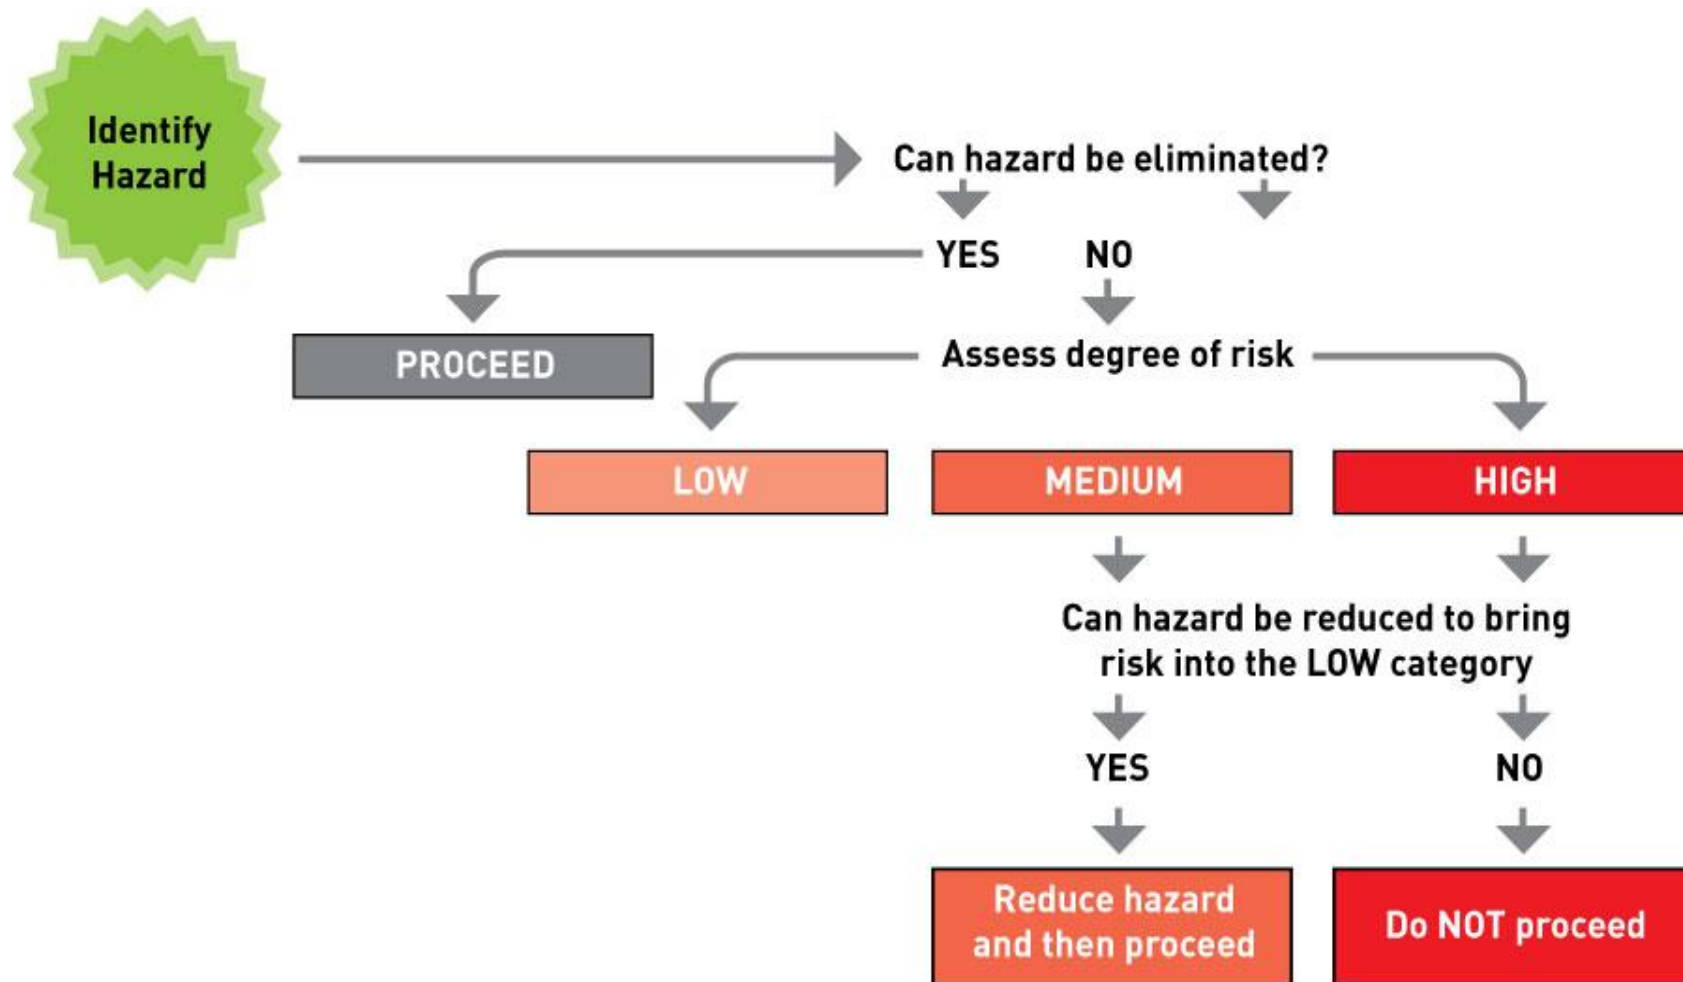 Identify
Hazard
Can hazard be eliminated?
YES NO
PROCEED
Assess degree of risk
LOW MEDIUM HIGH
Can hazard be reduced to bring
risk into the LOW category
YES NO
Reduce hazard
and then proceed
Do NOT proceed